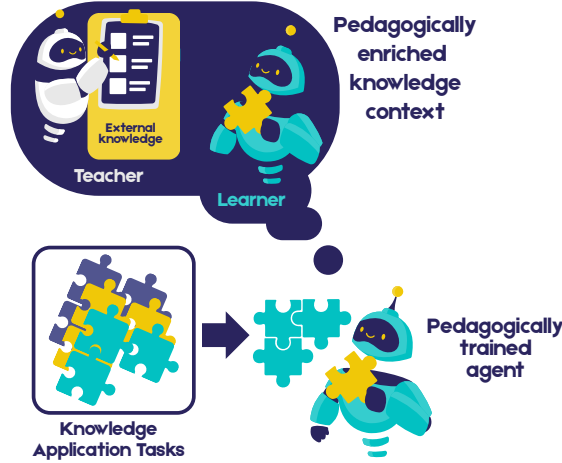 Pedagogically
enriched
knowledge
context
External
knowledge
Teacher
Learner
Pedagogically
trained
agent
Knowledge
Application Tasks